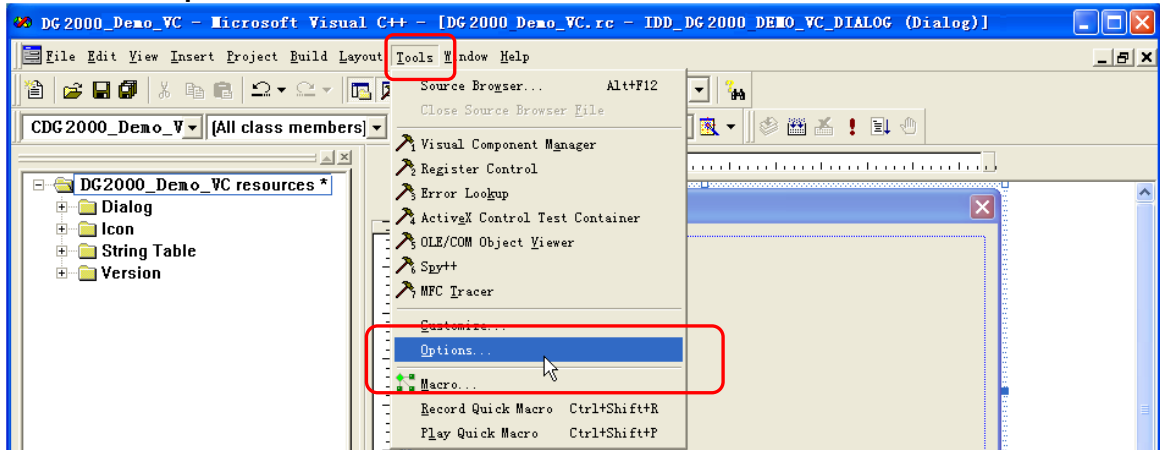 DG2000_Demo_VC - Microsoft Visual C++ - [DG2000_Demo_VC.rc - IDD_DG2000_DEMO_VC_DIALOG (Dialog)]
File Edit View Insert Project Build Layout Tools Window Help
Source Browser... Alt+F12
Close Source Browser File
CDG2000_Demo_V [All class members]
Visual Component Manager
Register Control
DG2000_Demo_VC resources *
Error Lookup
Dialog
ActiveX Control Test Container
Icon
OLE/COM Object Viewer
String Table
Spy++
Version
MFC Tracer
Customize...
Options...
Macro...
Record Quick Macro Ctrl+Shift+R
Play Quick Macro Ctrl+Shift+P